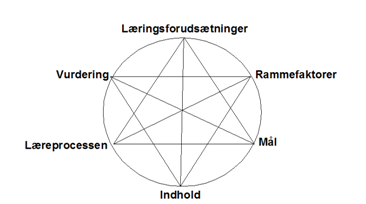 Læringsforudsætninger
Vurdering
Rammefaktorer
Læreprocessen
Mål
Indhold